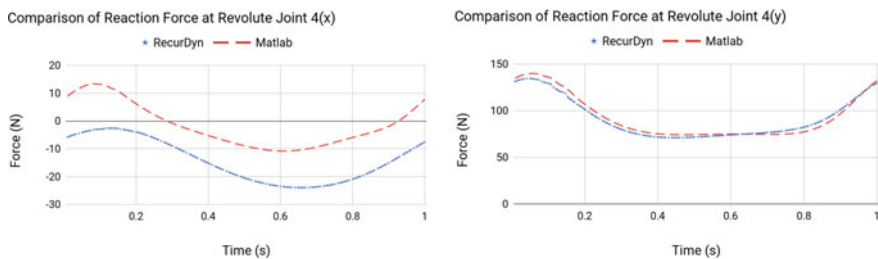 Comparison of Reaction Force at Revolute Joint 4(x)
RecurDyn Matlab
20
10
0
-10
-20
-30
Force (N)
0.2 0.4 0.6 0.8 1
Time (s)
Comparison of Reaction Force at Revolute Joint 4(y)
RecurDyn Matlab
150
100
50
0
Force (N)
0.2 0.4 0.6 0.8 1
Time (s)